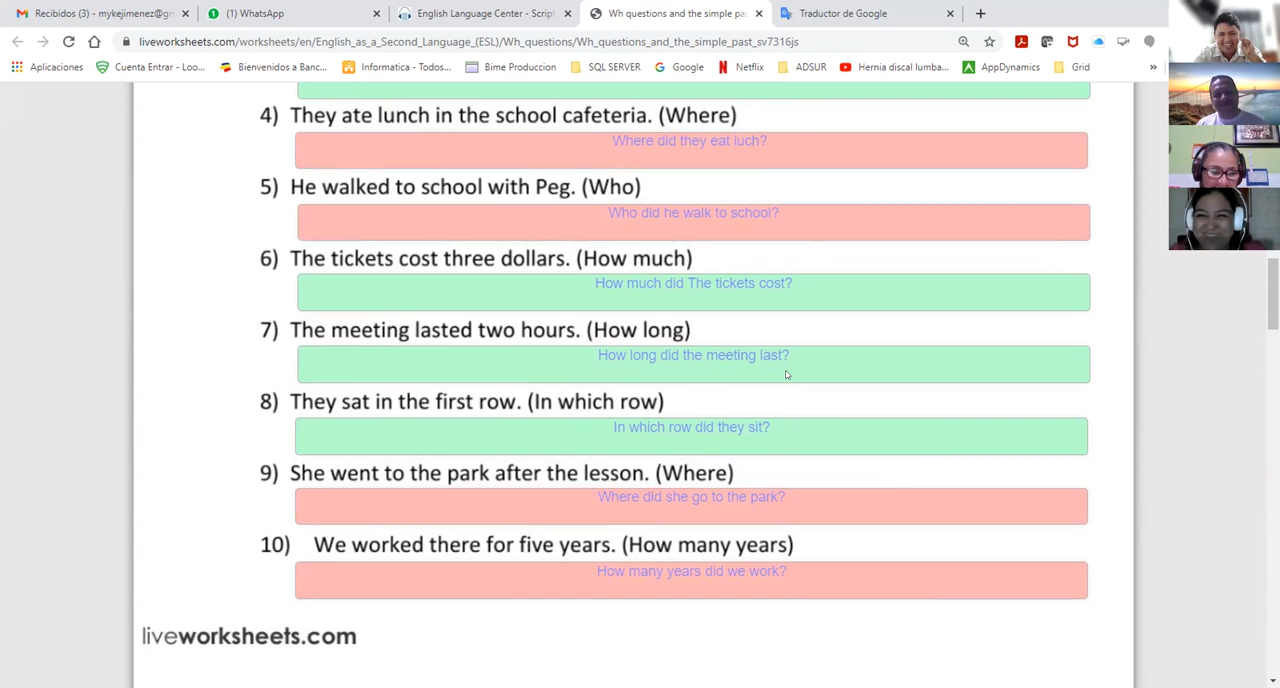 Recibidos (3) - mykejimenez@gm
(1) WhatsApp
English Language Center - Script
Wh questions and the simple pa
Traductor de Google
liveworksheets.com/worksheets/en/English_as_a_Second_Language_(ESL)/Wh_questions/Wh_questions_and_the_simple_past_sv7316js
Aplicaciones
Cuenta Entrar - Loo...
Bienvenidos a Banc...
Informatica - Todos...
Bime Produccion
SQL SERVER
Google
Netflix
ADSUR
Hernia discal lumba...
AppDynamics
Grid
»
4) They ate lunch in the school cafeteria. (Where)
Where did they eat luch?
5) He walked to school with Peg. (Who)
Who did he walk to school?
6) The tickets cost three dollars. (How much)
How much did The tickets cost?
7) The meeting lasted two hours. (How long)
How long did the meeting last?
8) They sat in the first row. (In which row)
In which row did they sit?
9) She went to the park after the lesson. (Where)
Where did she go to the park?
10) We worked there for five years. (How many years)
How many years did we work?
liveworksheets.com